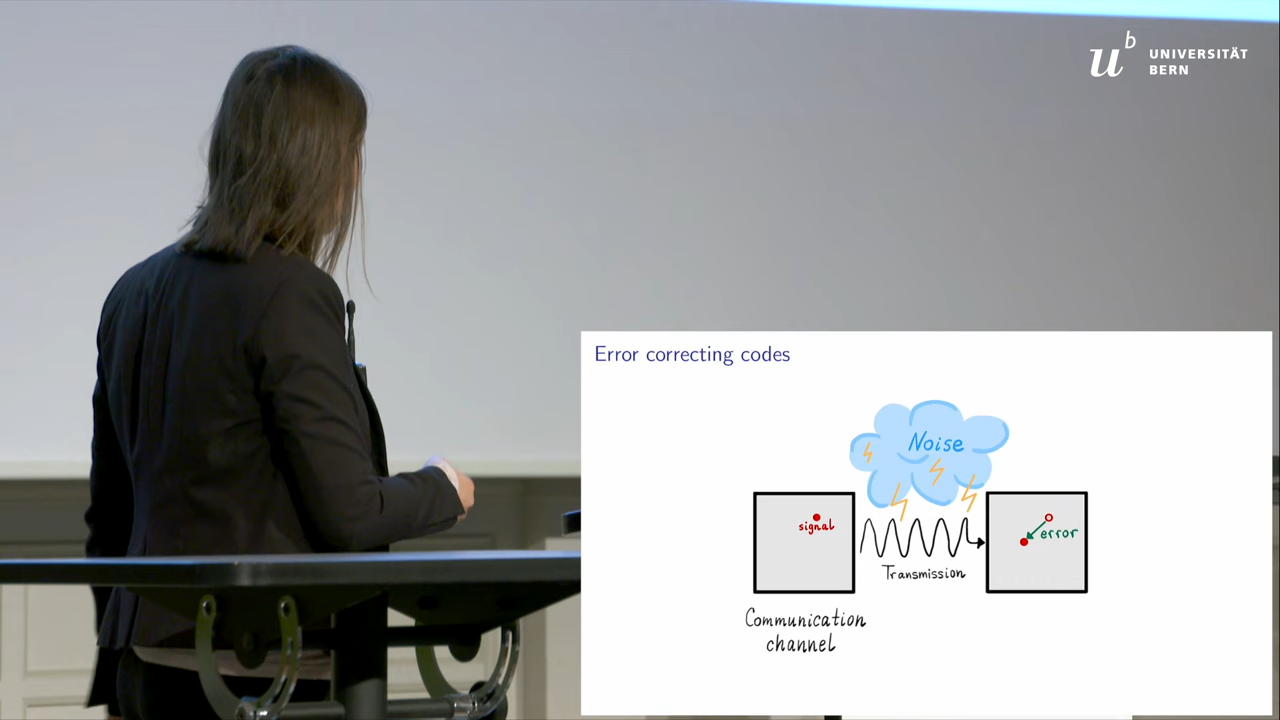 u^b UNIVERSITÄT
BERN
Error correcting codes
Noise
signal
error
Transmission
Communication
channel